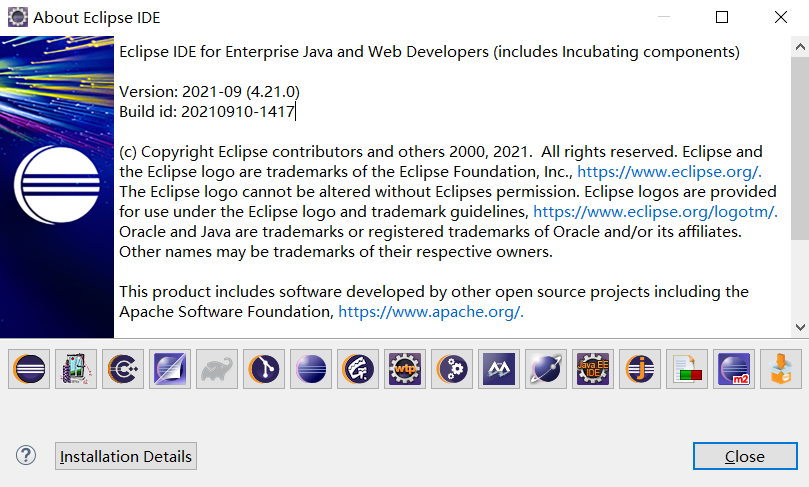 About Eclipse IDE
Eclipse IDE for Enterprise Java and Web Developers (includes Incubating components)
Version: 2021-09 (4.21.0)
Build id: 20210910-1417
(c) Copyright Eclipse contributors and others 2000, 2021.  All rights reserved. Eclipse and
the Eclipse logo are trademarks of the Eclipse Foundation, Inc., https://www.eclipse.org/.
The Eclipse logo cannot be altered without Eclipses permission. Eclipse logos are provided
for use under the Eclipse logo and trademark guidelines, https://www.eclipse.org/logotm/.
Oracle and Java are trademarks or registered trademarks of Oracle and/or its affiliates.
Other names may be trademarks of their respective owners.
This product includes software developed by other open source projects including the
Apache Software Foundation, https://www.apache.org/.
wtp
Java EE
IDE
j
m2
?
Installation Details
Close